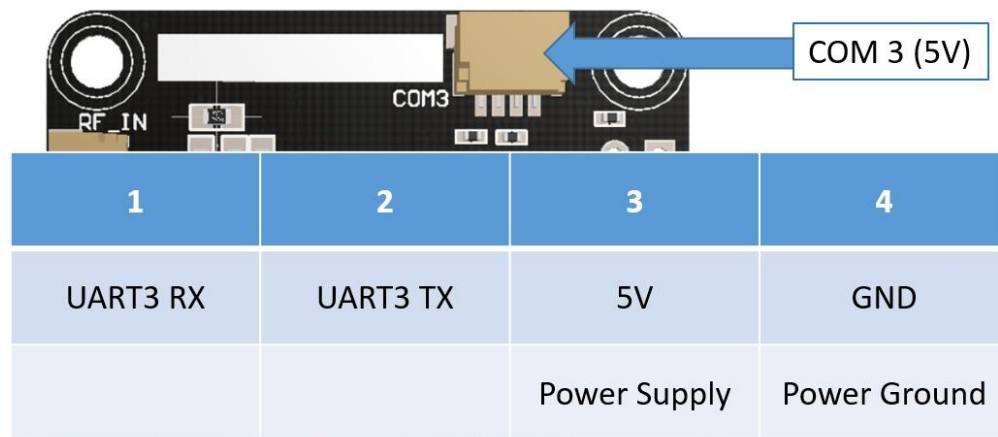 COM 3 (5V)
COM3
RF_IN
1 2 3 4
UART3 RX UART3 TX 5V GND
Power Supply Power Ground